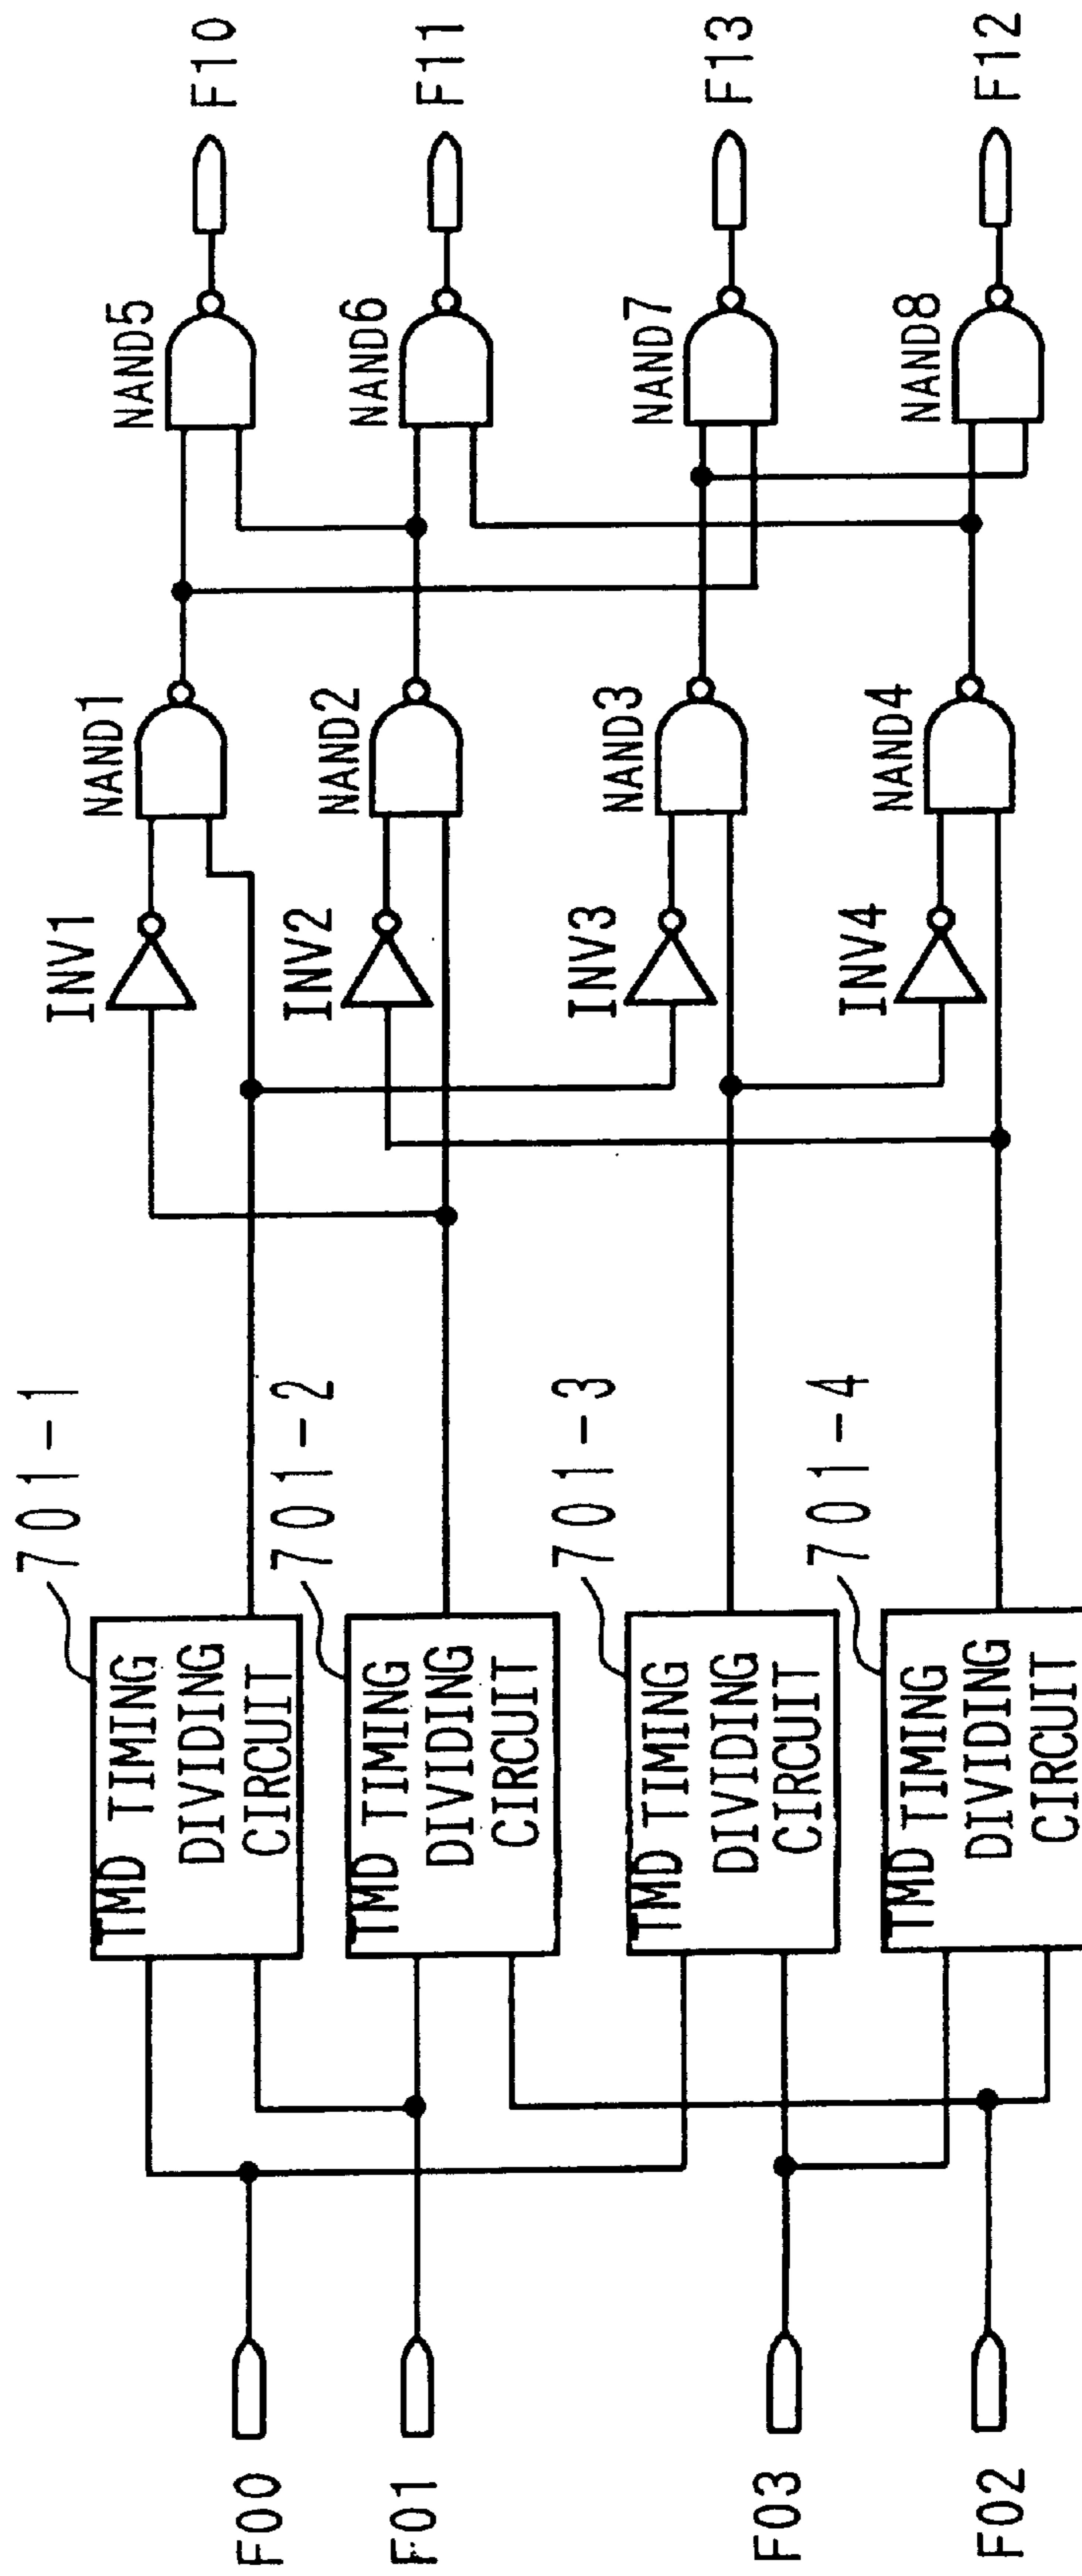 701-1
TMD TIMING
DIVIDING
CIRCUIT
INV1
NAND1
NAND5
F10
F00
701-2
TMD TIMING
DIVIDING
CIRCUIT
INV2
NAND2
NAND6
F11
F01
701-3
TMD TIMING
DIVIDING
CIRCUIT
INV3
NAND3
NAND7
F13
F03
701-4
TMD TIMING
DIVIDING
CIRCUIT
INV4
NAND4
NAND8
F12
F02